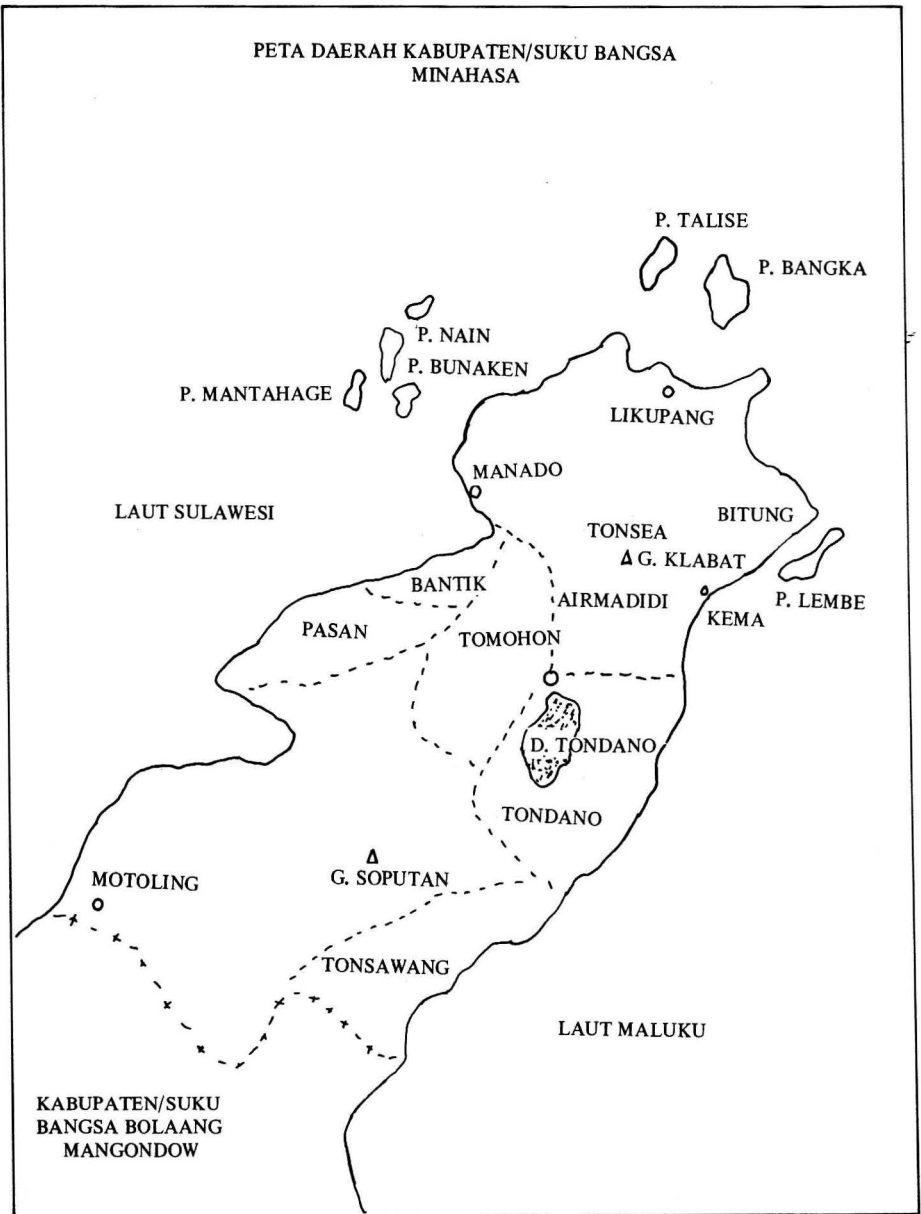 PETA DAERAH KABUPATEN/SUKU BANGSA
MINAHASA
P. TALISE
P. BANGKA
P. NAIN
P. BUNAKEN
P. MANTAHAGE
LIKUPANG
MANADO
LAUT SULAWESI
BITUNG
TONSEA
G. KLABAT
BANTIK
AIRMADIDI
P. LEMBE
KEMA
PASAN
TOMOHON
D. TONDANO
TONDANO
MOTOLING
G. SOPUTAN
TONSAWANG
LAUT MALUKU
KABUPATEN/SUKU
BANGSA BOLAANG
MANGONDOW